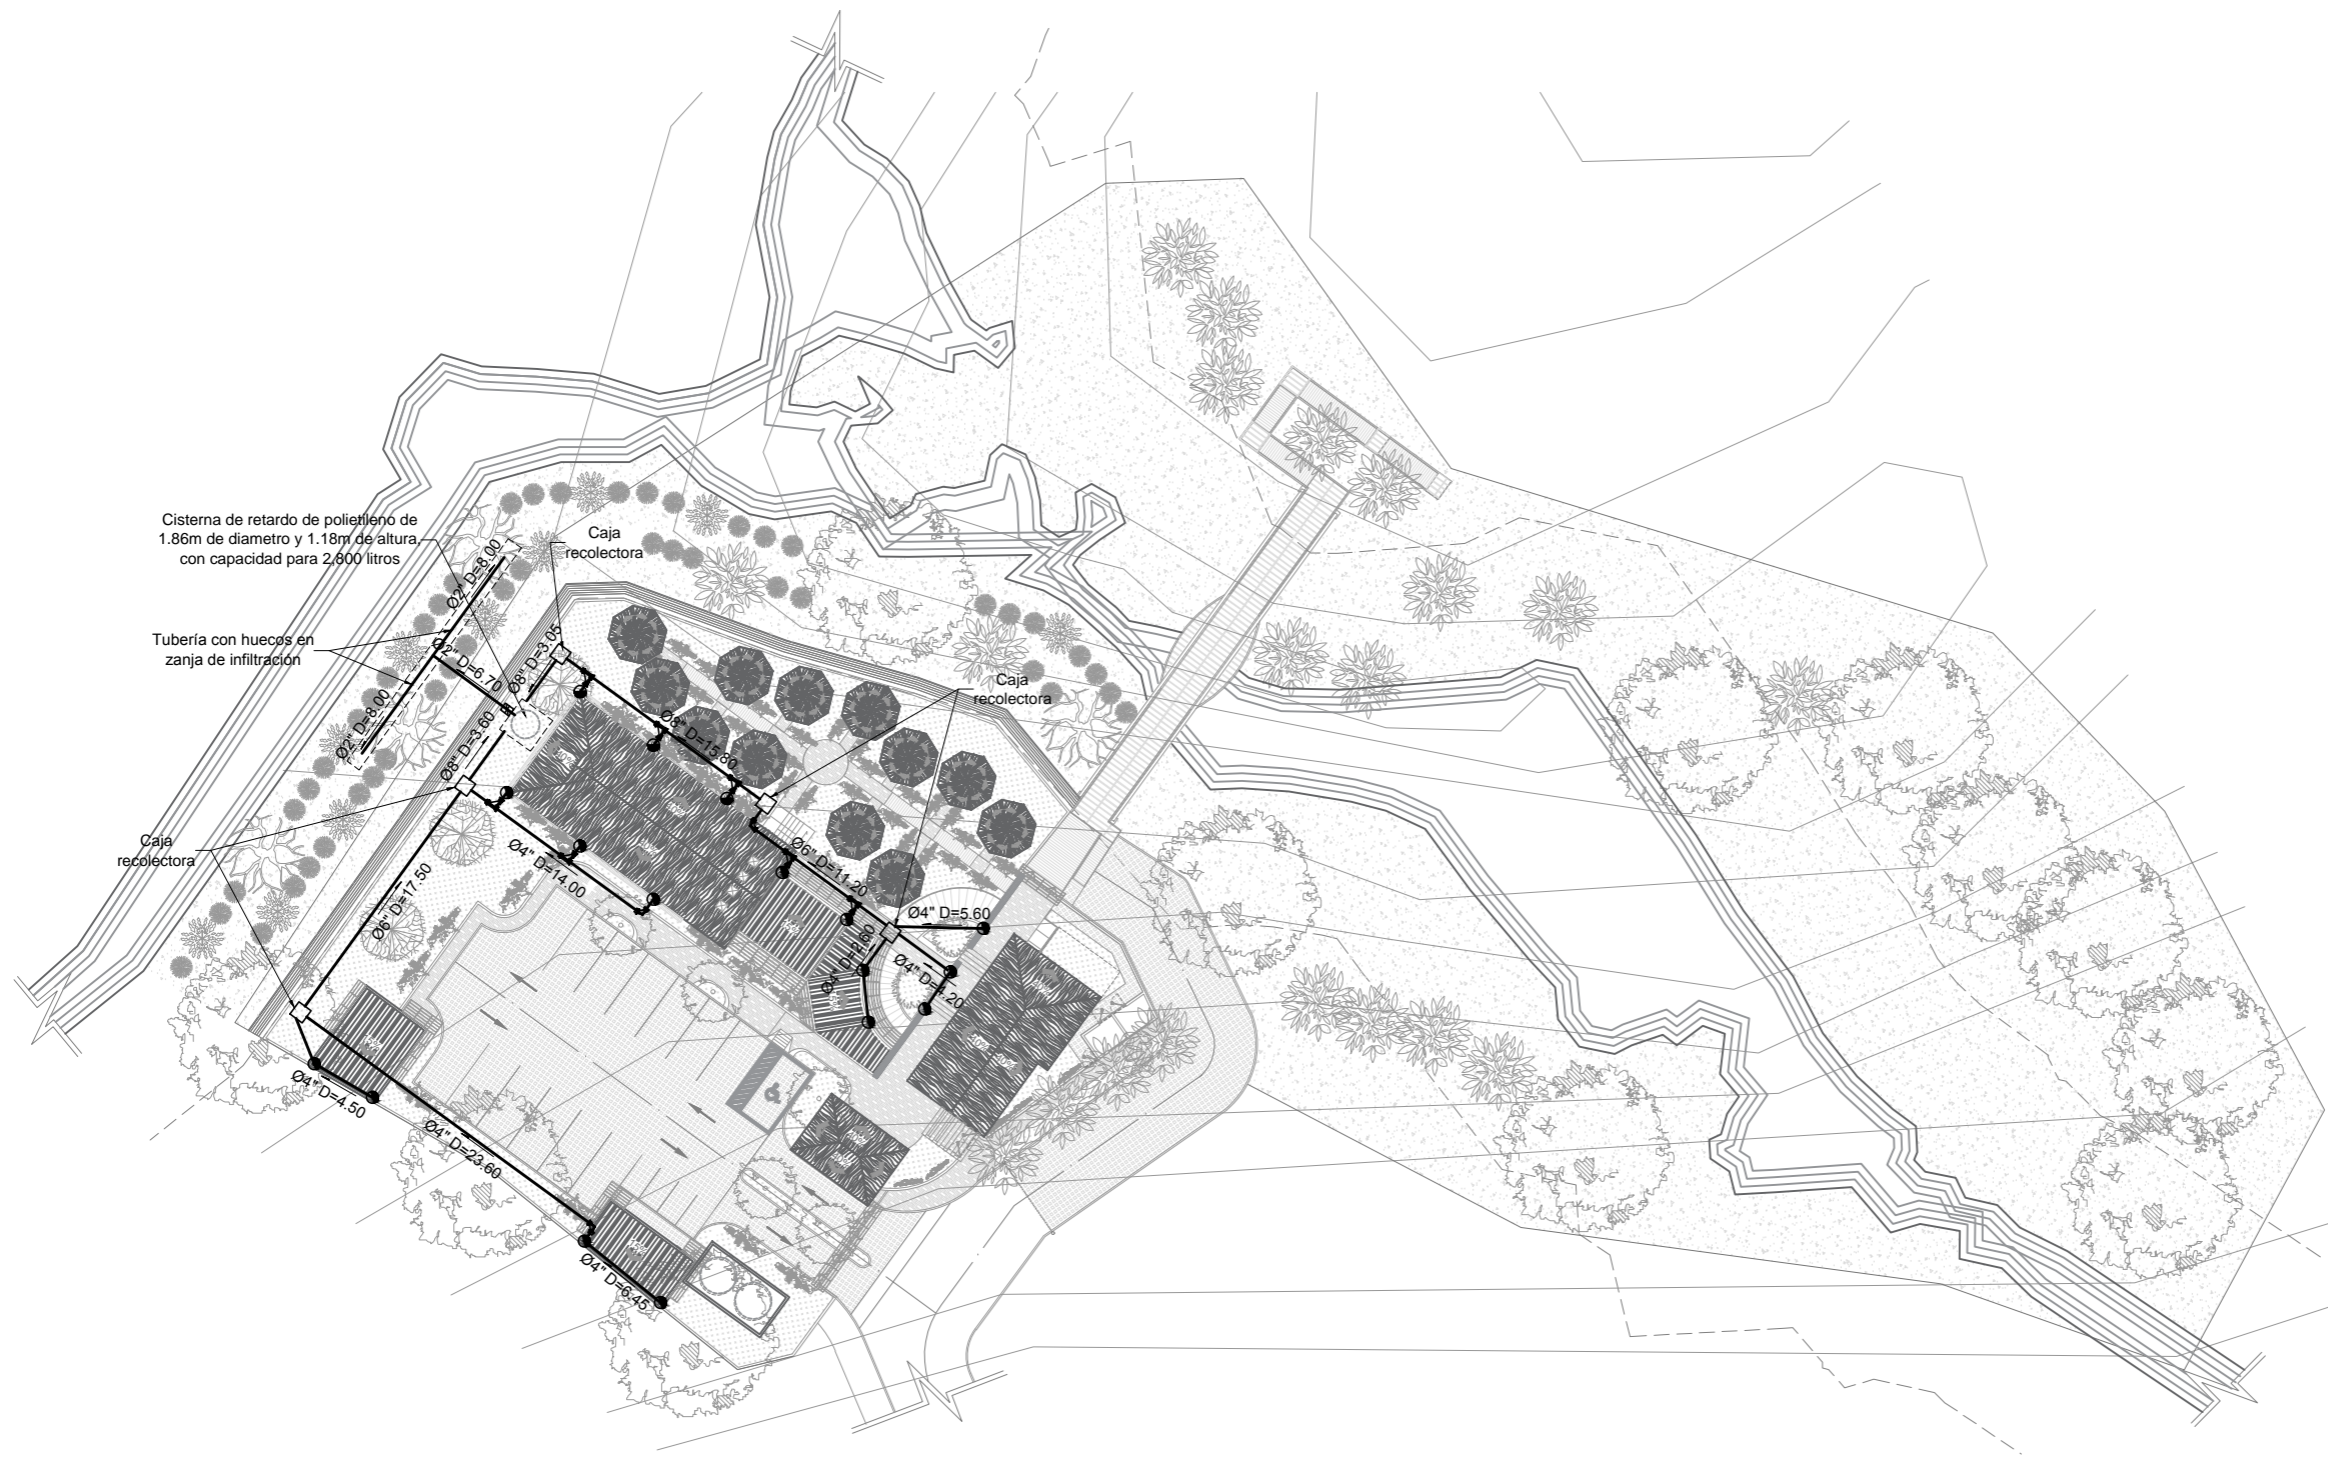 Cisterna de retardo de polietileno de
1.86m de diametro y 1.18m de altura,
con capacidad para 2,800 litros
Caja
recolectora
Tubería con huecos en
zanja de infiltración
Ø2" D=8.00
Ø2" D=6.70
Ø2" D=8.00
Ø8" D=3.05
Ø8" D=3.60
Ø8" D=15.80
Caja
recolectora
Caja
recolectora
Ø4" D=14.00
Ø6" D=17.50
Ø6" D=11.20
Ø4" D=5.60
Ø4" D=2.60
Ø4" D=4.20
Ø4" D=4.50
Ø4" D=23.60
Ø4" D=6.45